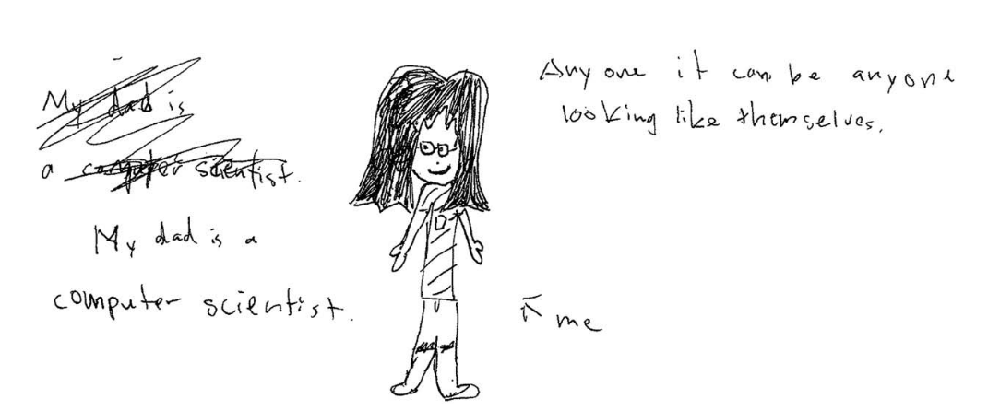 My dad is
a computer scientist.
My dad is a
computer scientist.
Anyone it can be anyone
looking like themselves.
D
me